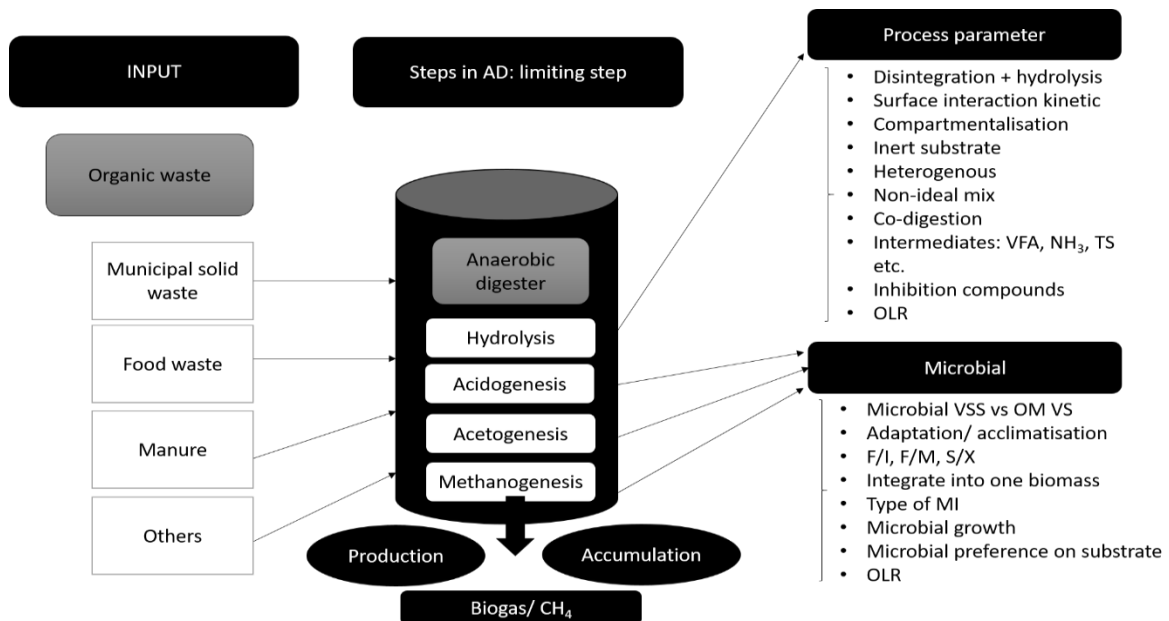 INPUT
Organic waste
Municipal solid
waste
Food waste
Manure
Others
Steps in AD: limiting step
Anaerobic
digester
Hydrolysis
Acidogenesis
Acetogenesis
Methanogenesis
Production
Accumulation
Biogas/ CH₄
Process parameter
• Disintegration + hydrolysis
• Surface interaction kinetic
• Compartmentalisation
• Inert substrate
• Heterogenous
• Non-ideal mix
• Co-digestion
• Intermediates: VFA, NH₃, TS
etc.
• Inhibition compounds
• OLR
Microbial
• Microbial VSS vs OM VS
• Adaptation/ acclimatisation
• F/I, F/M, S/X
• Integrate into one biomass
• Type of MI
• Microbial growth
• Microbial preference on substrate
• OLR